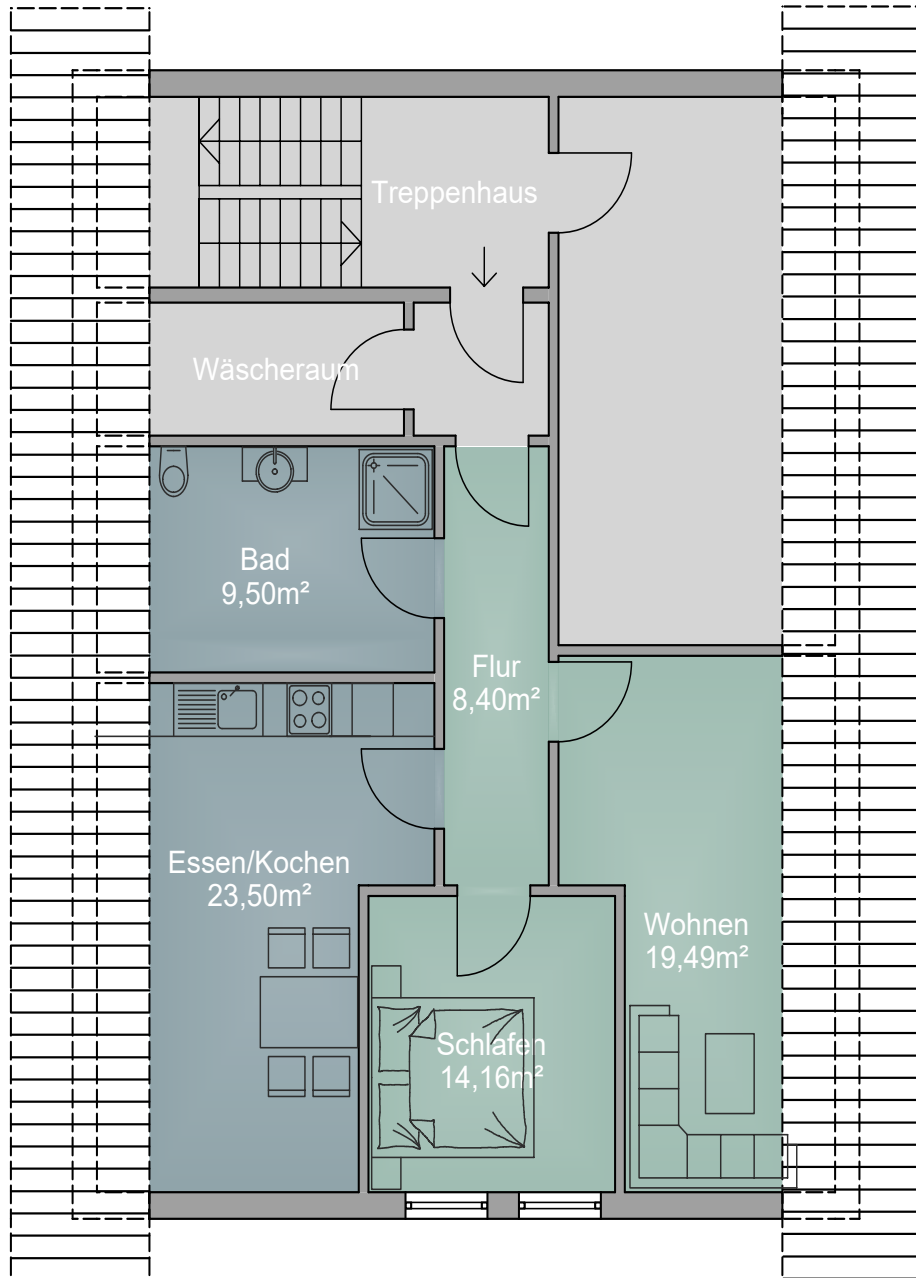 Treppenhaus
Wäscheraum
Bad
9,50m²
Flur
8,40m²
Essen/Kochen
23,50m²
Wohnen
19,49m²
Schlafen
14,16m²